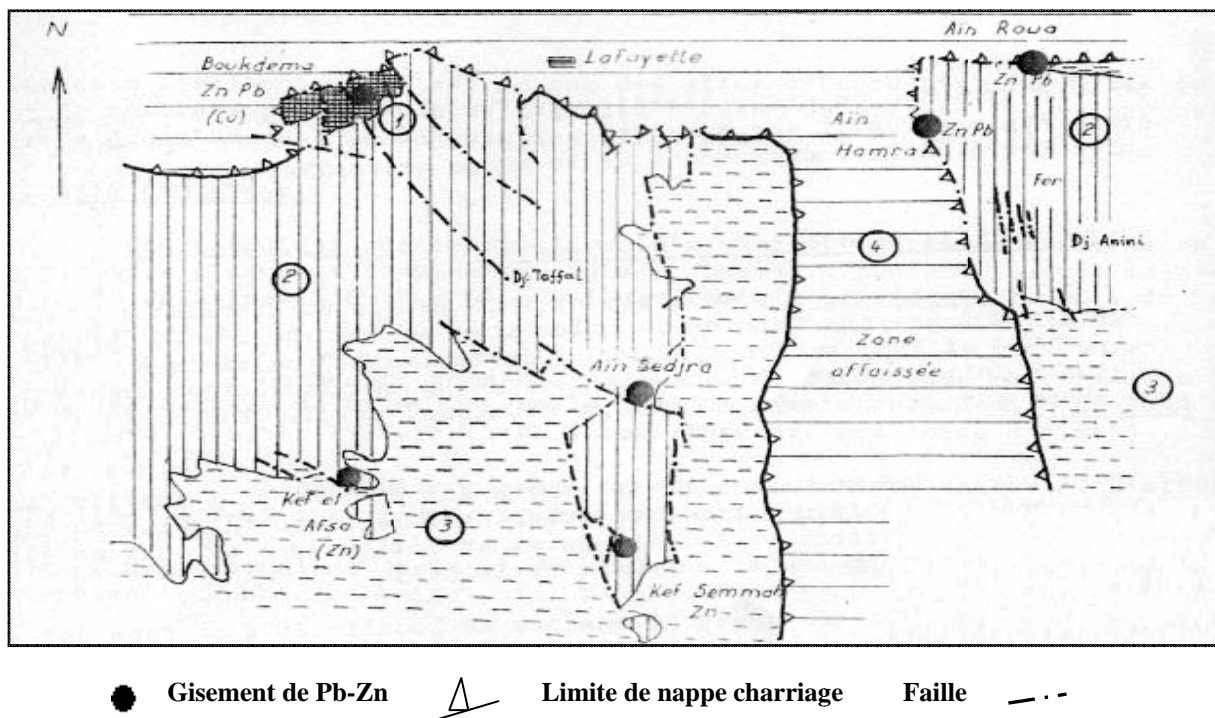 N
Ain Roua
Boukdema
Lafayette
Zn Pb
Zn Pb
(Cu)
1
Ain
Zn Pb
2
Hamra
Fer
4
Dj. Anini
2
Dj. Taffat
Zone
affaissée
Ain Sedjra
3
Kef el
Afsa
3
(Zn)
Kef Semmah
Zn
Gisement de Pb-Zn Limite de nappe charriage Faille